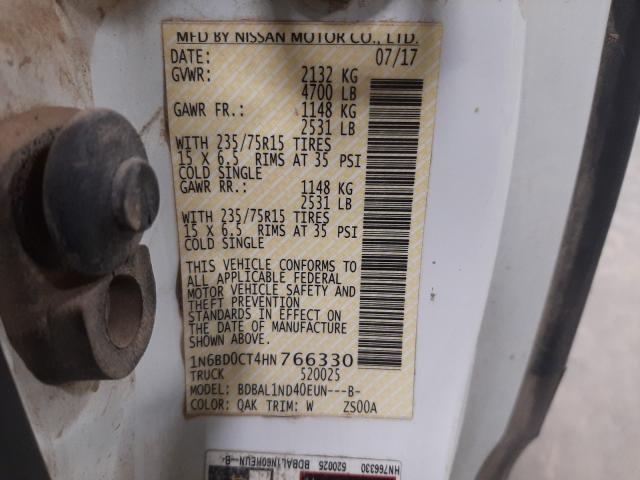 MFD BY NISSAN MOTOR CO., LTD.
DATE: 07/17
GVWR: 2132 KG
4700 LB
GAWR FR.: 1148 KG
2531 LB
WITH 235/75R15 TIRES
15 X 6.5 RIMS AT 35 PSI
COLD SINGLE
GAWR RR.: 1148 KG
2531 LB
WITH 235/75R15 TIRES
15 X 6.5 RIMS AT 35 PSI
COLD SINGLE
THIS VEHICLE CONFORMS TO
ALL APPLICABLE FEDERAL
MOTOR VEHICLE SAFETY AND
THEFT PREVENTION
STANDARDS IN EFFECT ON
THE DATE OF MANUFACTURE
SHOWN ABOVE.
1N6BD0CT4HN766330
TRUCK 520025
MODEL: BDBAL1ND40EUN---B-
COLOR: QAK TRIM: W ZS00A
HN766330
520025